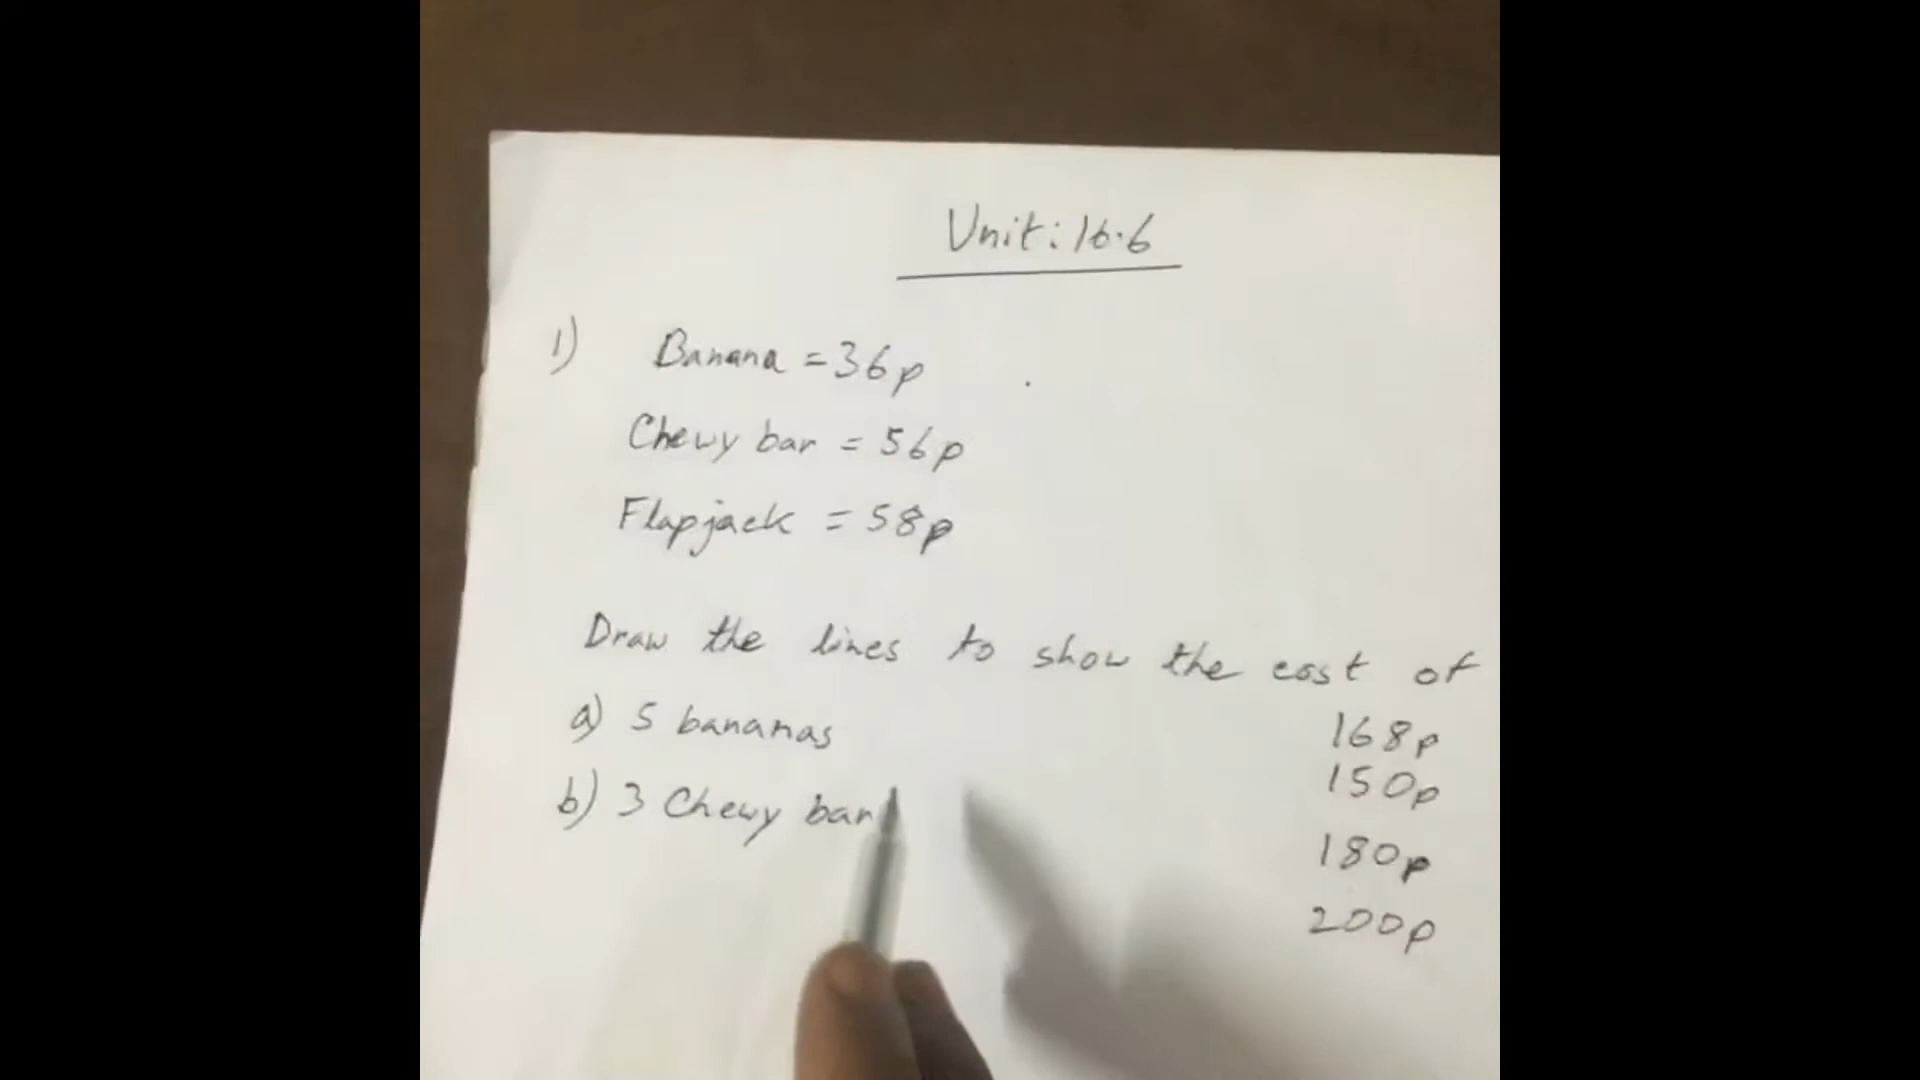 Unit: 16.6
1) Banana = 36p
Chewy bar = 56p
Flapjack = 58p
Draw the lines to show the cost of
a) 5 bananas 168p
150p
b) 3 Chewy bar
180p
200p